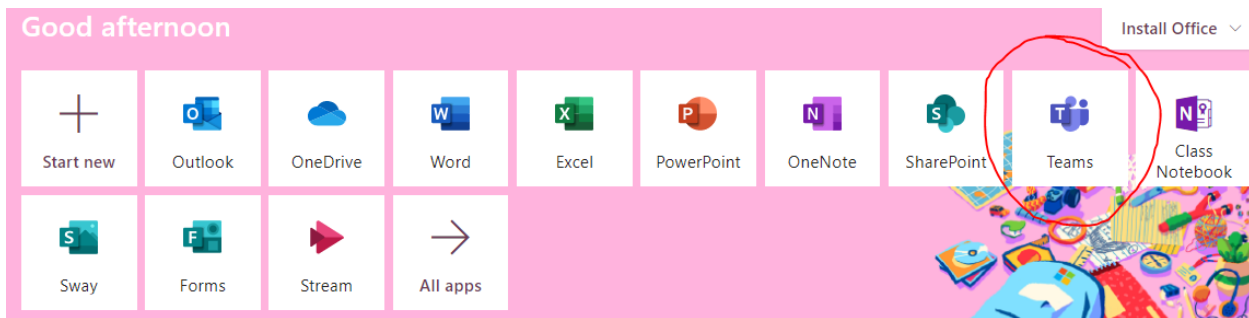 Good afternoon
Install Office
Start new
Outlook
OneDrive
Word
Excel
PowerPoint
OneNote
SharePoint
Teams
Class
Notebook
Sway
Forms
Stream
All apps